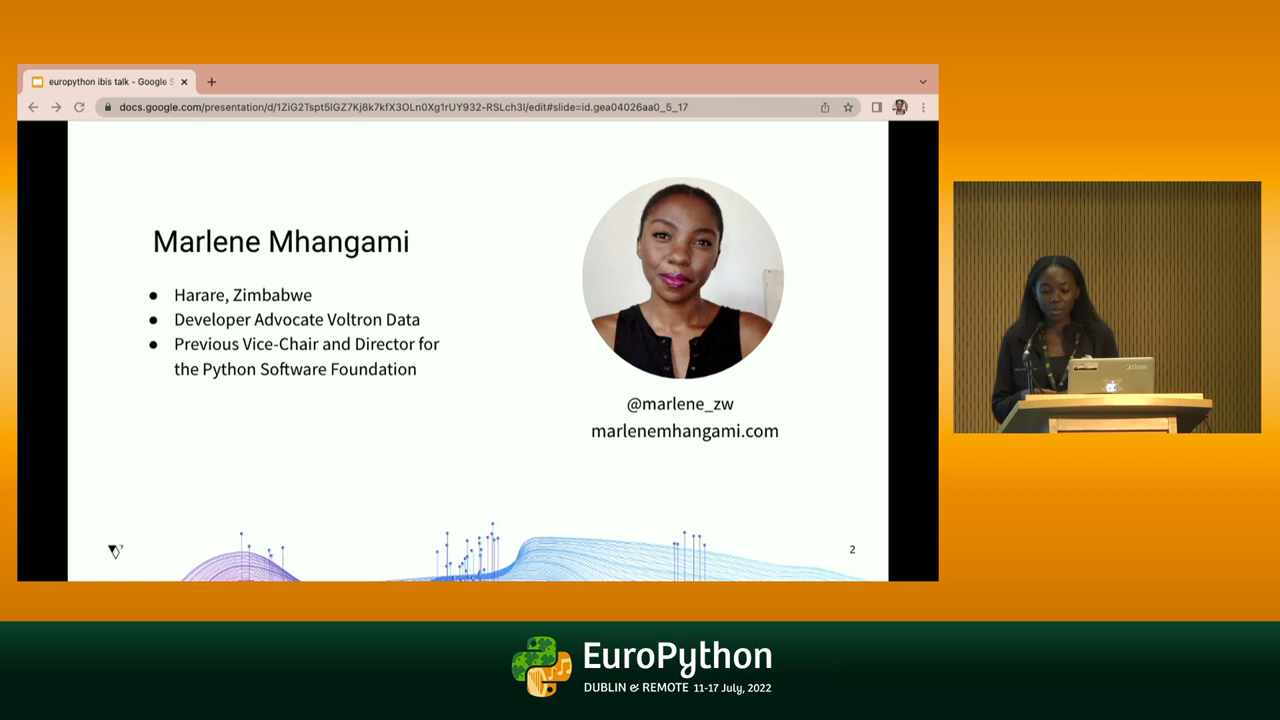 europython ibis talk - Google S
docs.google.com/presentation/d/1ZiG2Tspt5lGZ7Kj8k7kfX3OLn0Xg1rUY932-RSLch3l/edit#slide=id.gea04026aa0_5_17
Marlene Mhangami
● Harare, Zimbabwe
● Developer Advocate Voltron Data
● Previous Vice-Chair and Director for
the Python Software Foundation
@marlene_zw
marlenemhangami.com
2
EuroPython
DUBLIN & REMOTE 11-17 July, 2022